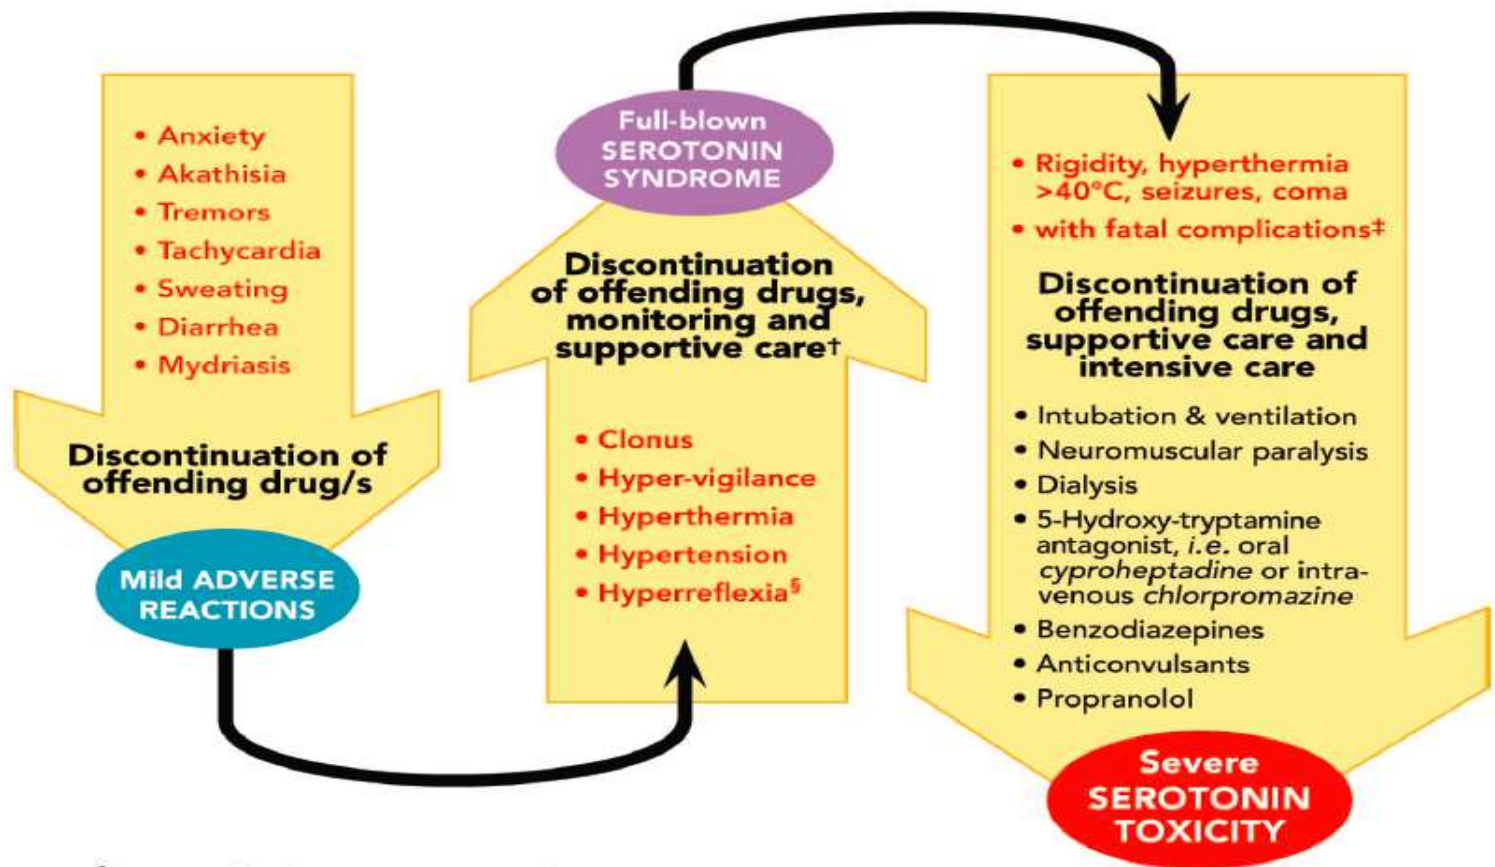 • Anxiety
• Akathisia
• Tremors
• Tachycardia
• Sweating
• Diarrhea
• Mydriasis
Discontinuation of
offending drug/s
Mild ADVERSE
REACTIONS
Full-blown
SEROTONIN
SYNDROME
Discontinuation
of offending drugs,
monitoring and
supportive care†
• Clonus
• Hyper-vigilance
• Hyperthermia
• Hypertension
• Hyperreflexia§
• Rigidity, hyperthermia
>40°C, seizures, coma
• with fatal complications‡
Discontinuation of
offending drugs,
supportive care and
intensive care
• Intubation & ventilation
• Neuromuscular paralysis
• Dialysis
• 5-Hydroxy-tryptamine
antagonist, i.e. oral
cyproheptadine or intra-
venous chlorpromazine
• Benzodiazepines
• Anticonvulsants
• Propranolol
Severe
SEROTONIN
TOXICITY